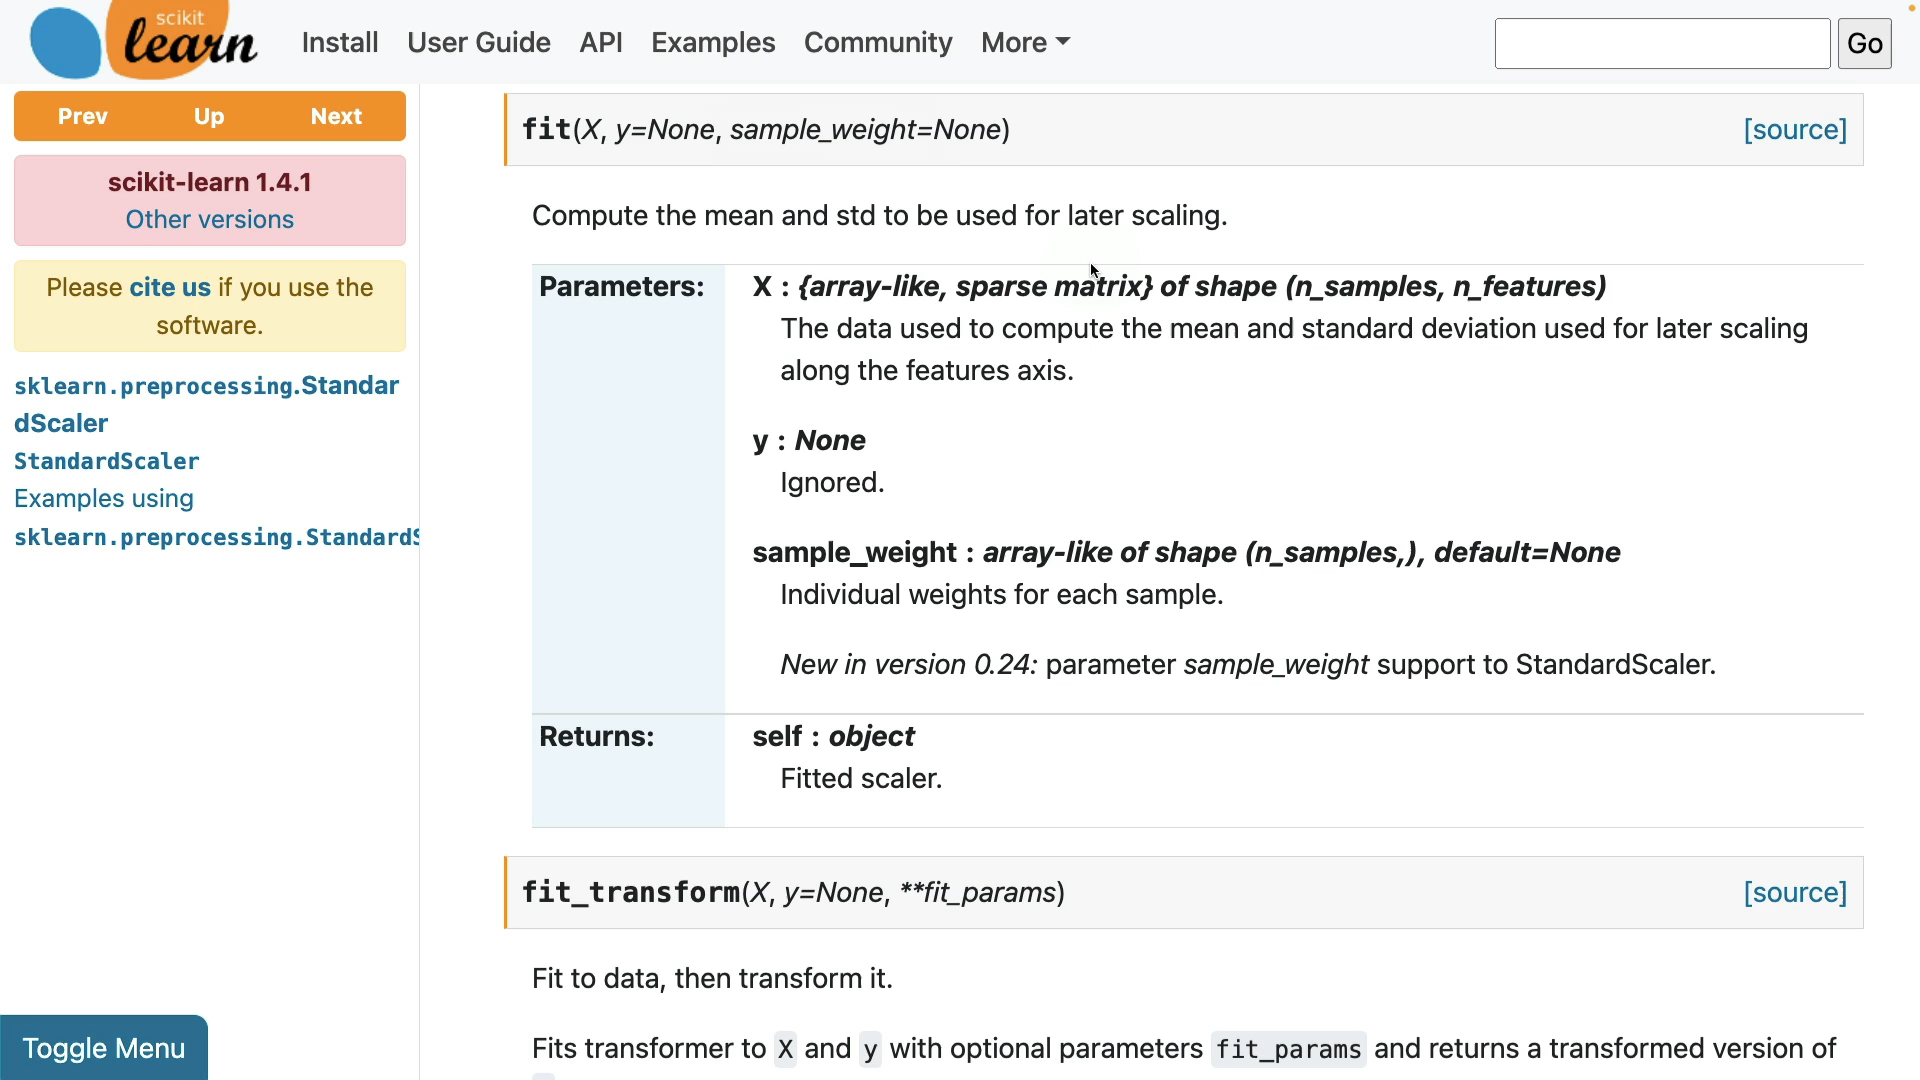 scikit
learn
Install User Guide API Examples Community More
Go
Prev Up Next
scikit-learn 1.4.1
Other versions
Please cite us if you use the
software.
sklearn.preprocessing.Standar
dScaler
StandardScaler
Examples using
sklearn.preprocessing.StandardS
Toggle Menu
fit(X, y=None, sample_weight=None) [source]
Compute the mean and std to be used for later scaling.
Parameters: X : {array-like, sparse matrix} of shape (n_samples, n_features)
The data used to compute the mean and standard deviation used for later scaling
along the features axis.
y : None
Ignored.
sample_weight : array-like of shape (n_samples,), default=None
Individual weights for each sample.
New in version 0.24: parameter sample_weight support to StandardScaler.
Returns: self : object
Fitted scaler.
fit_transform(X, y=None, **fit_params) [source]
Fit to data, then transform it.
Fits transformer to X and y with optional parameters fit_params and returns a transformed version of